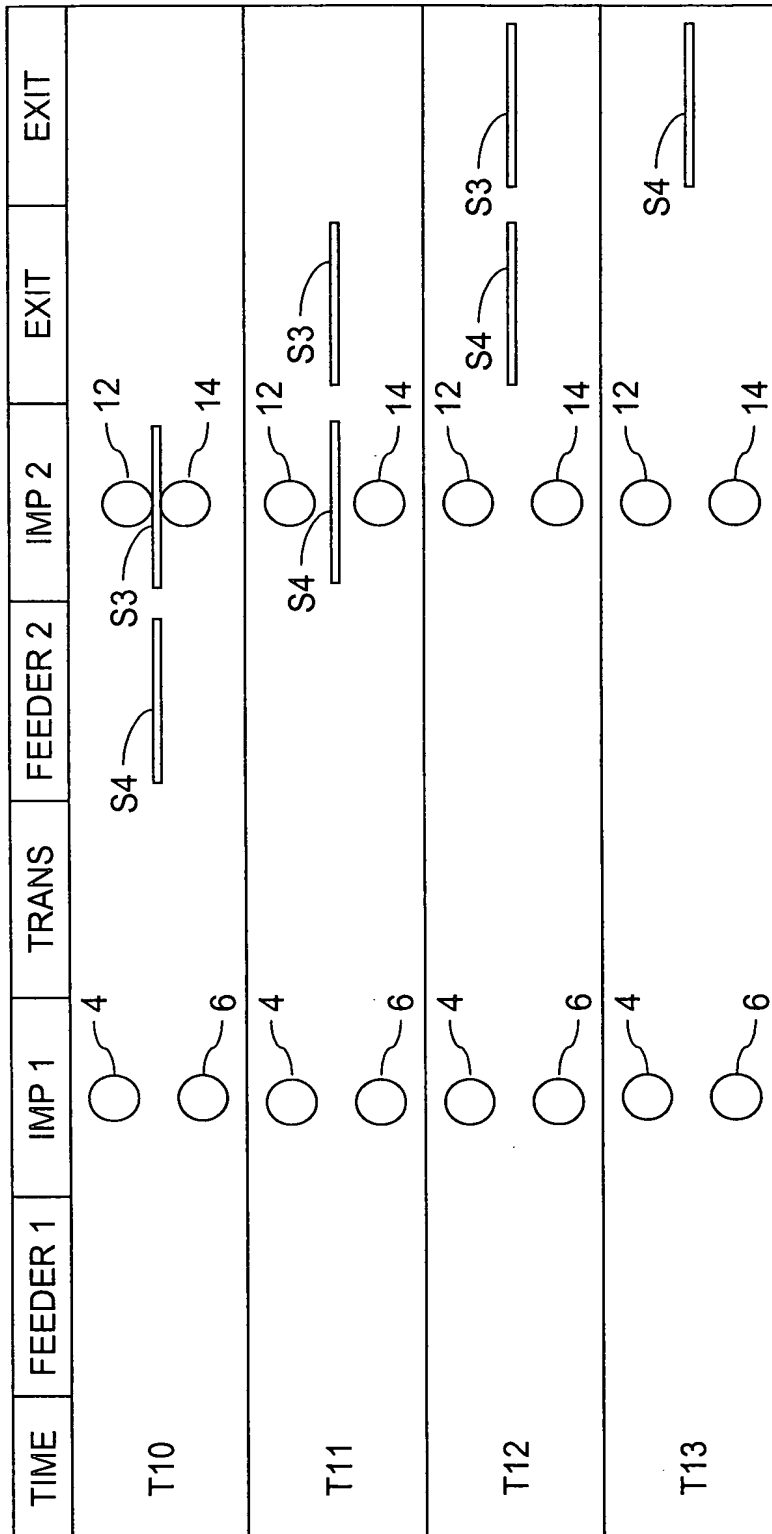 TIME FEEDER 1 IMP 1 TRANS FEEDER 2 IMP 2 EXIT EXIT
T10 4 6 S4 S3 12 14
T11 4 6 S4 12 14 S3
T12 4 6 12 14 S4 S3
T13 4 6 12 14 S4